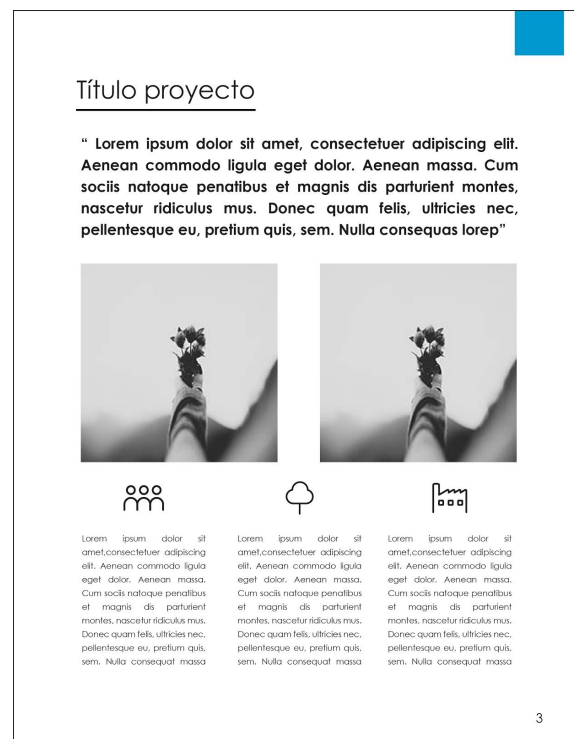 Título proyecto
“ Lorem ipsum dolor sit amet, consectetuer adipiscing elit.
Aenean commodo ligula eget dolor. Aenean massa. Cum
sociis natoque penatibus et magnis dis parturient montes,
nascetur ridiculus mus. Donec quam felis, ultricies nec,
pellentesque eu, pretium quis, sem. Nulla consequas lorep”
Lorem ipsum dolor sit
amet,consectetuer adipiscing
elit. Aenean commodo ligula
eget dolor. Aenean massa.
Cum sociis natoque penatibus
et magnis dis parturient
montes, nascetur ridiculus mus.
Donec quam felis, ultricies nec,
pellentesque eu, pretium quis,
sem. Nulla consequat massa
Lorem ipsum dolor sit
amet,consectetuer adipiscing
elit. Aenean commodo ligula
eget dolor. Aenean massa.
Cum sociis natoque penatibus
et magnis dis parturient
montes, nascetur ridiculus mus.
Donec quam felis, ultricies nec,
pellentesque eu, pretium quis,
sem. Nulla consequat massa
Lorem ipsum dolor sit
amet,consectetuer adipiscing
elit. Aenean commodo ligula
eget dolor. Aenean massa.
Cum sociis natoque penatibus
et magnis dis parturient
montes, nascetur ridiculus mus.
Donec quam felis, ultricies nec,
pellentesque eu, pretium quis,
sem. Nulla consequat massa
3